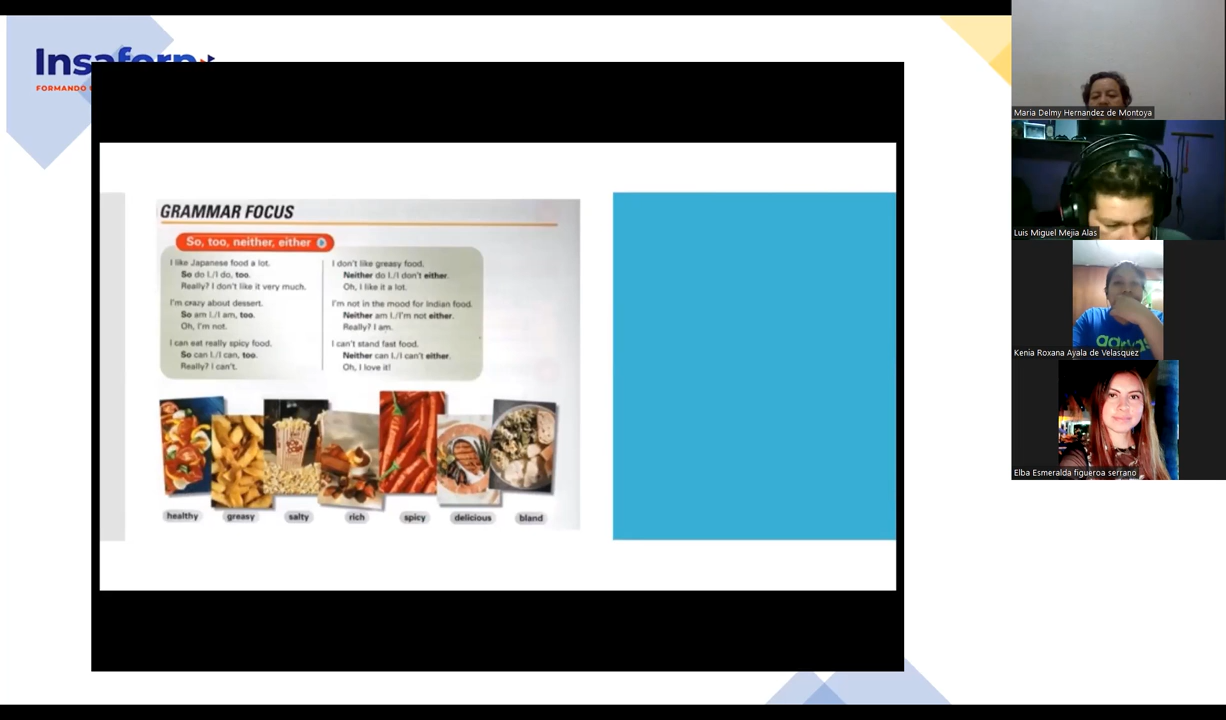 Insaforp
FORMANDO
GRAMMAR FOCUS
So, too, neither, either
I like Japanese food a lot.
So do I./I do, too.
Really? I don't like it very much.
I'm crazy about dessert.
So am I./I am, too.
Oh, I'm not.
I can eat really spicy food.
So can I./I can, too.
Really? I can't.
I don't like greasy food.
Neither do I./I don't either.
Oh, I like it a lot.
I'm not in the mood for Indian food.
Neither am I./I'm not either.
Really? I am.
I can't stand fast food.
Neither can I./I can't either.
Oh, I love it!
healthy
greasy
salty
rich
spicy
delicious
bland
Maria Delmy Hernandez de Montoya
Luis Miguel Mejia Alas
Kenia Roxana Ayala de Velasquez
Elba Esmeralda figueroa serrano